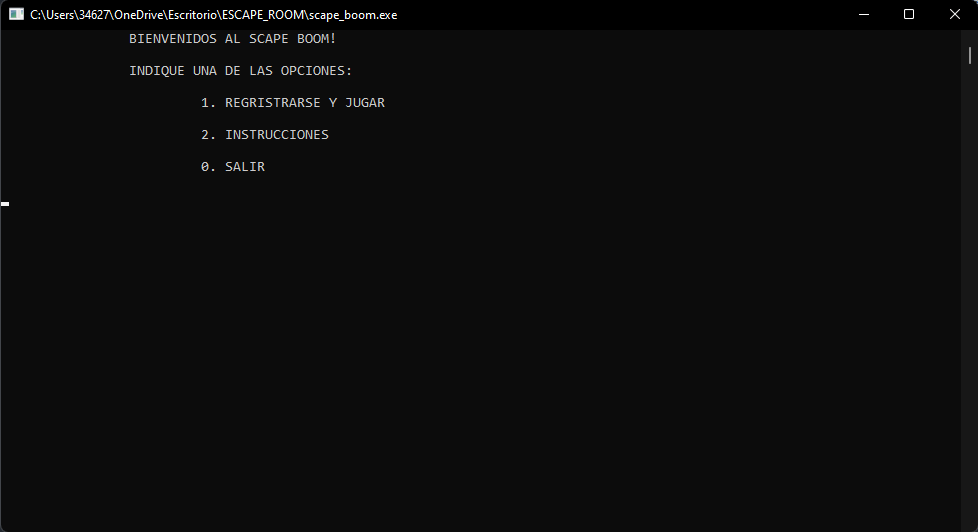 C:\Users\34627\OneDrive\Escritorio\ESCAPE_ROOM\scape_boom.exe
BIENVENIDOS AL SCAPE BOOM!
INDIQUE UNA DE LAS OPCIONES:
1. REGRISTRARSE Y JUGAR
2. INSTRUCCIONES
0. SALIR